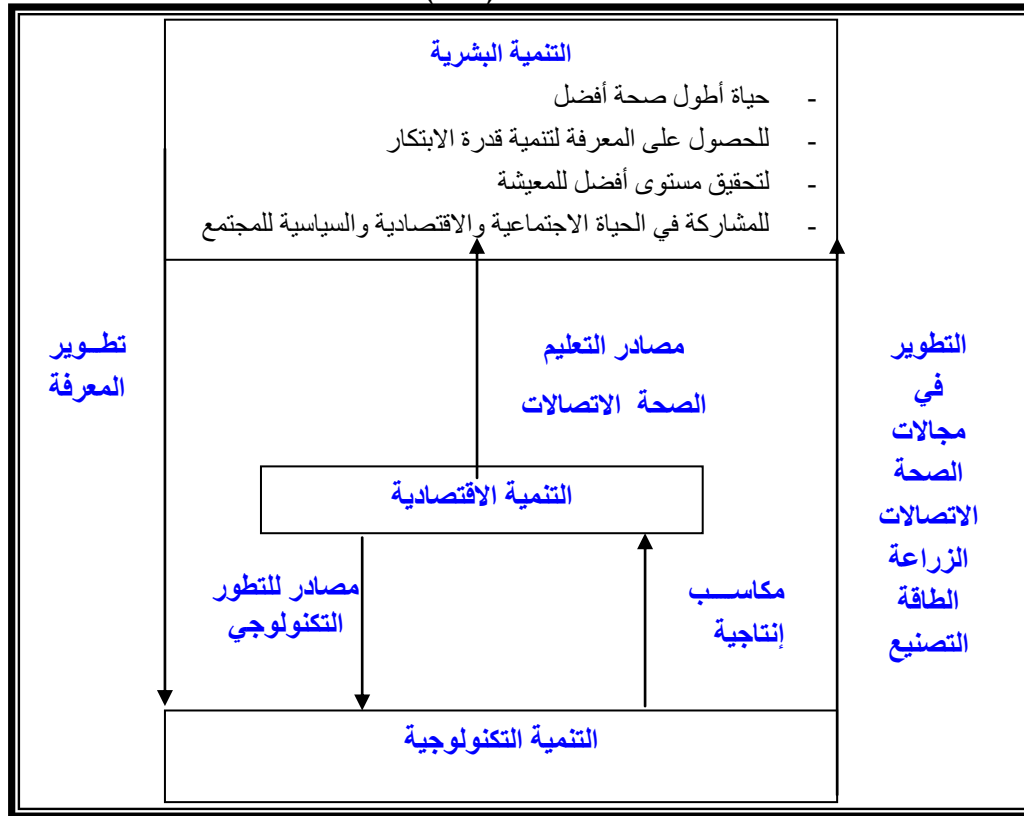 التنمية البشرية
- حياة أطول صحة أفضل
- للحصول على المعرفة لتنمية قدرة الابتكار
- لتحقيق مستوى أفضل للمعيشة
- للمشاركة في الحياة الاجتماعية والاقتصادية والسياسية للمجتمع
التطوير
في
مجالات
الصحة
الاتصالات
الزراعة
الطاقة
التصنيع
مصادر التعليم
الصحة الاتصالات
تطــوير
المعرفة
التنمية الاقتصادية
مكاســـب
إنتاجية
مصادر للتطور
التكنولوجي
التنمية التكنولوجية